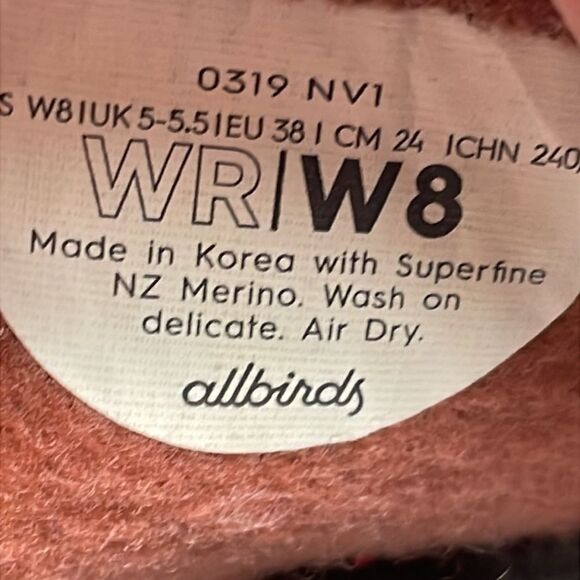 0319 NV1
S W8|UK 5-5.5|EU 38 | CM 24 |CHN 240
WR|W8
Made in Korea with Superfine
NZ Merino. Wash on
delicate. Air Dry.
allbirds